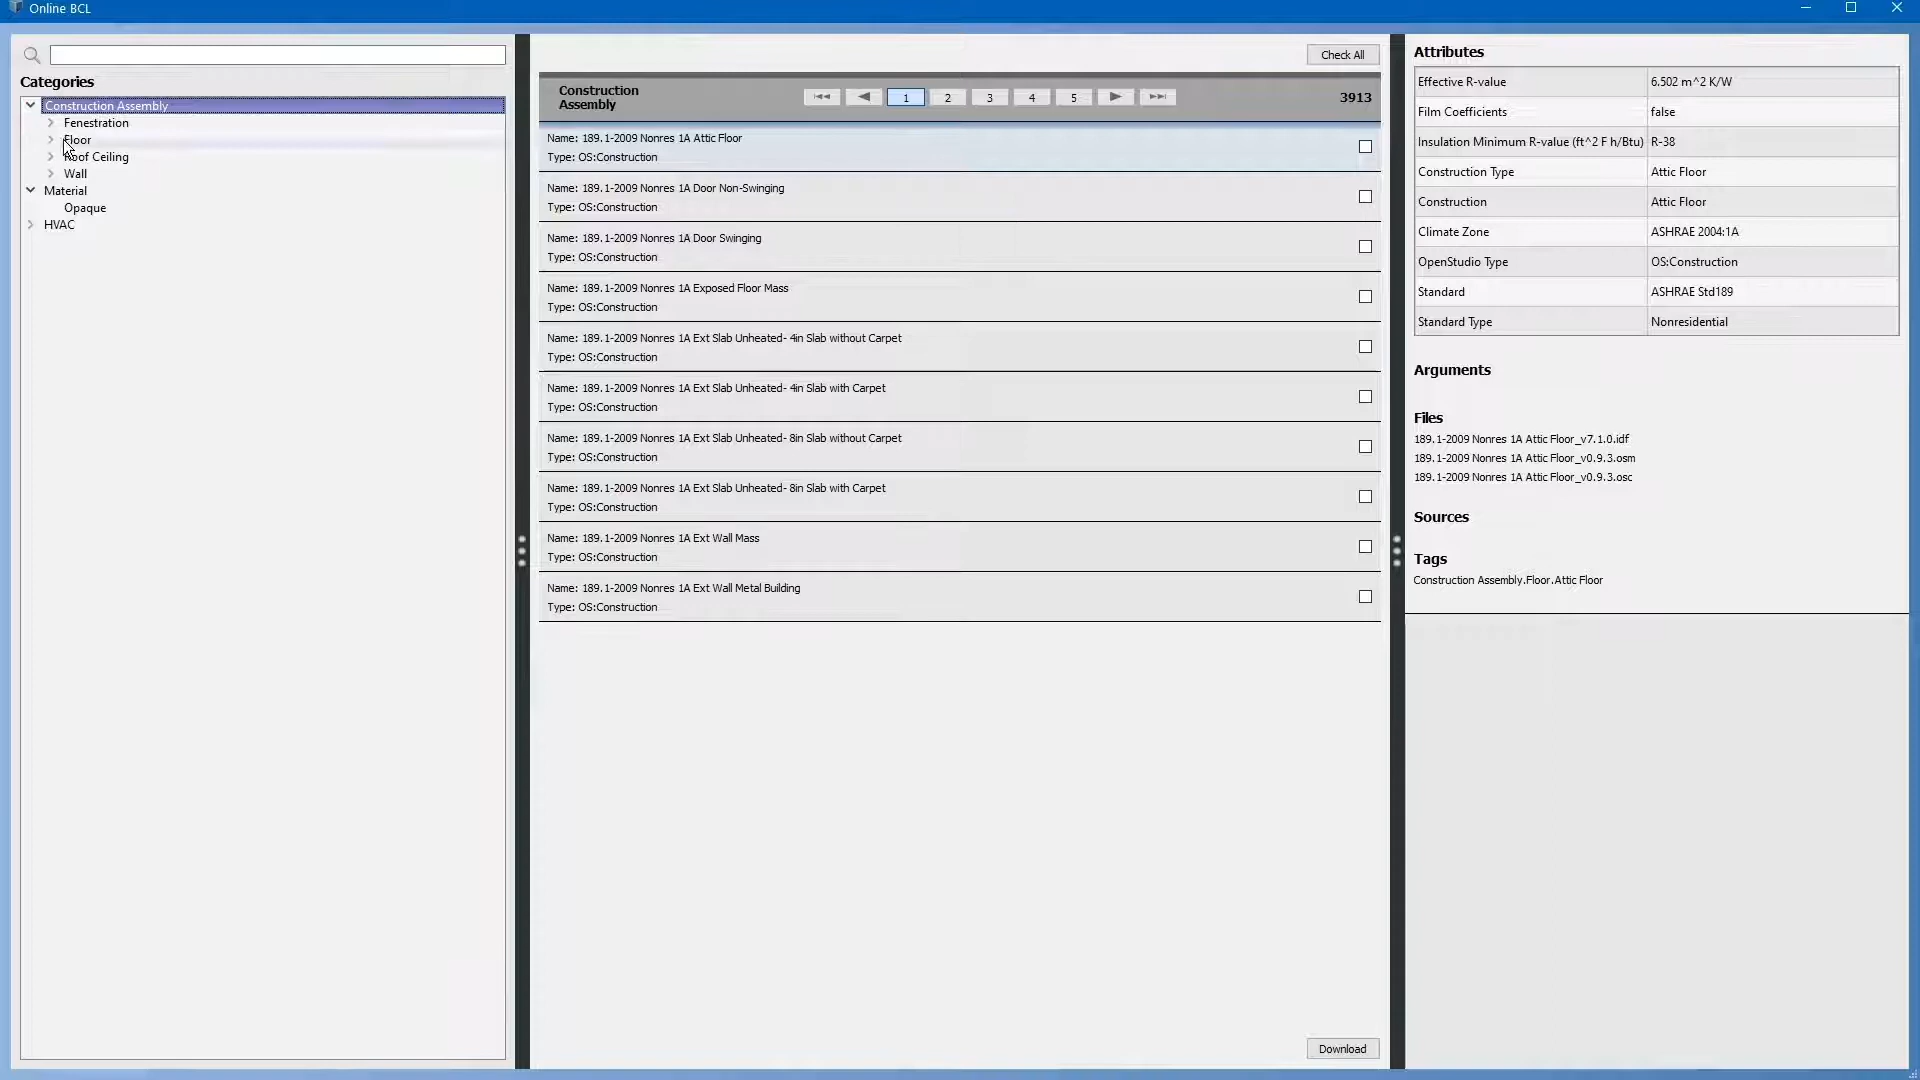 Online BCL
Categories
Construction Assembly
Fenestration
Floor
Roof Ceiling
Wall
Material
Opaque
HVAC
Check All
Construction
Assembly
1 2 3 4 5
3913
Name: 189.1-2009 Nonres 1A Attic Floor
Type: OS:Construction
Name: 189.1-2009 Nonres 1A Door Non-Swinging
Type: OS:Construction
Name: 189.1-2009 Nonres 1A Door Swinging
Type: OS:Construction
Name: 189.1-2009 Nonres 1A Exposed Floor Mass
Type: OS:Construction
Name: 189.1-2009 Nonres 1A Ext Slab Unheated- 4in Slab without Carpet
Type: OS:Construction
Name: 189.1-2009 Nonres 1A Ext Slab Unheated- 4in Slab with Carpet
Type: OS:Construction
Name: 189.1-2009 Nonres 1A Ext Slab Unheated- 8in Slab without Carpet
Type: OS:Construction
Name: 189.1-2009 Nonres 1A Ext Slab Unheated- 8in Slab with Carpet
Type: OS:Construction
Name: 189.1-2009 Nonres 1A Ext Wall Mass
Type: OS:Construction
Name: 189.1-2009 Nonres 1A Ext Wall Metal Building
Type: OS:Construction
Download
Attributes
Effective R-value 6.502 m^2 K/W
Film Coefficients false
Insulation Minimum R-value (ft^2 F h/Btu) R-38
Construction Type Attic Floor
Construction Attic Floor
Climate Zone ASHRAE 2004:1A
OpenStudio Type OS:Construction
Standard ASHRAE Std189
Standard Type Nonresidential
Arguments
Files
189.1-2009 Nonres 1A Attic Floor_v7.1.0.idf
189.1-2009 Nonres 1A Attic Floor_v0.9.3.osm
189.1-2009 Nonres 1A Attic Floor_v0.9.3.osc
Sources
Tags
Construction Assembly.Floor.Attic Floor